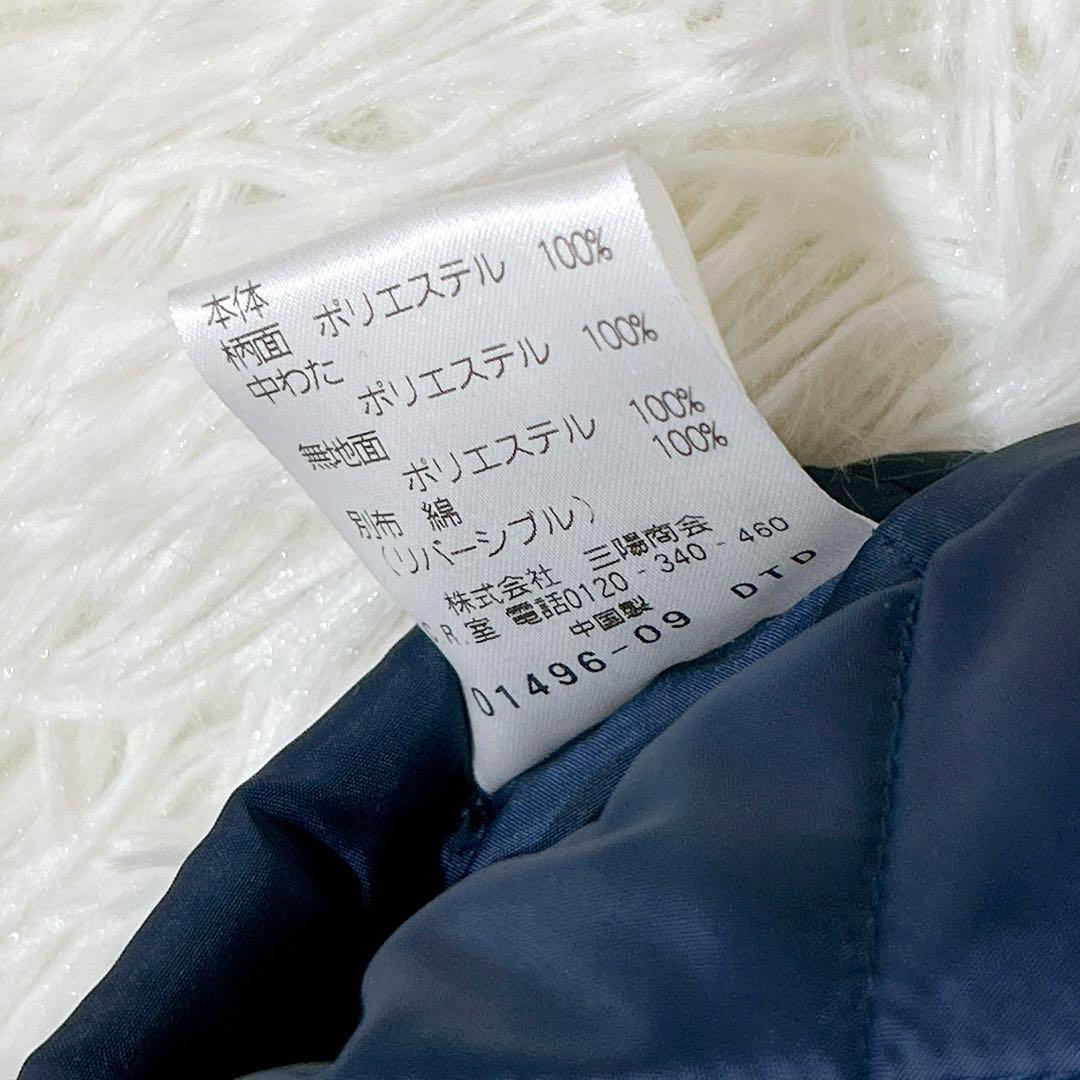 本体
柄面 ポリエステル 100%
中わた
ポリエステル 100%
無地面
ポリエステル 100%
別布 綿 100%
(リバーシブル)
株式会社 三陽商会
C.R.室 電話0120-340-460
中国製
01496-09 DTD